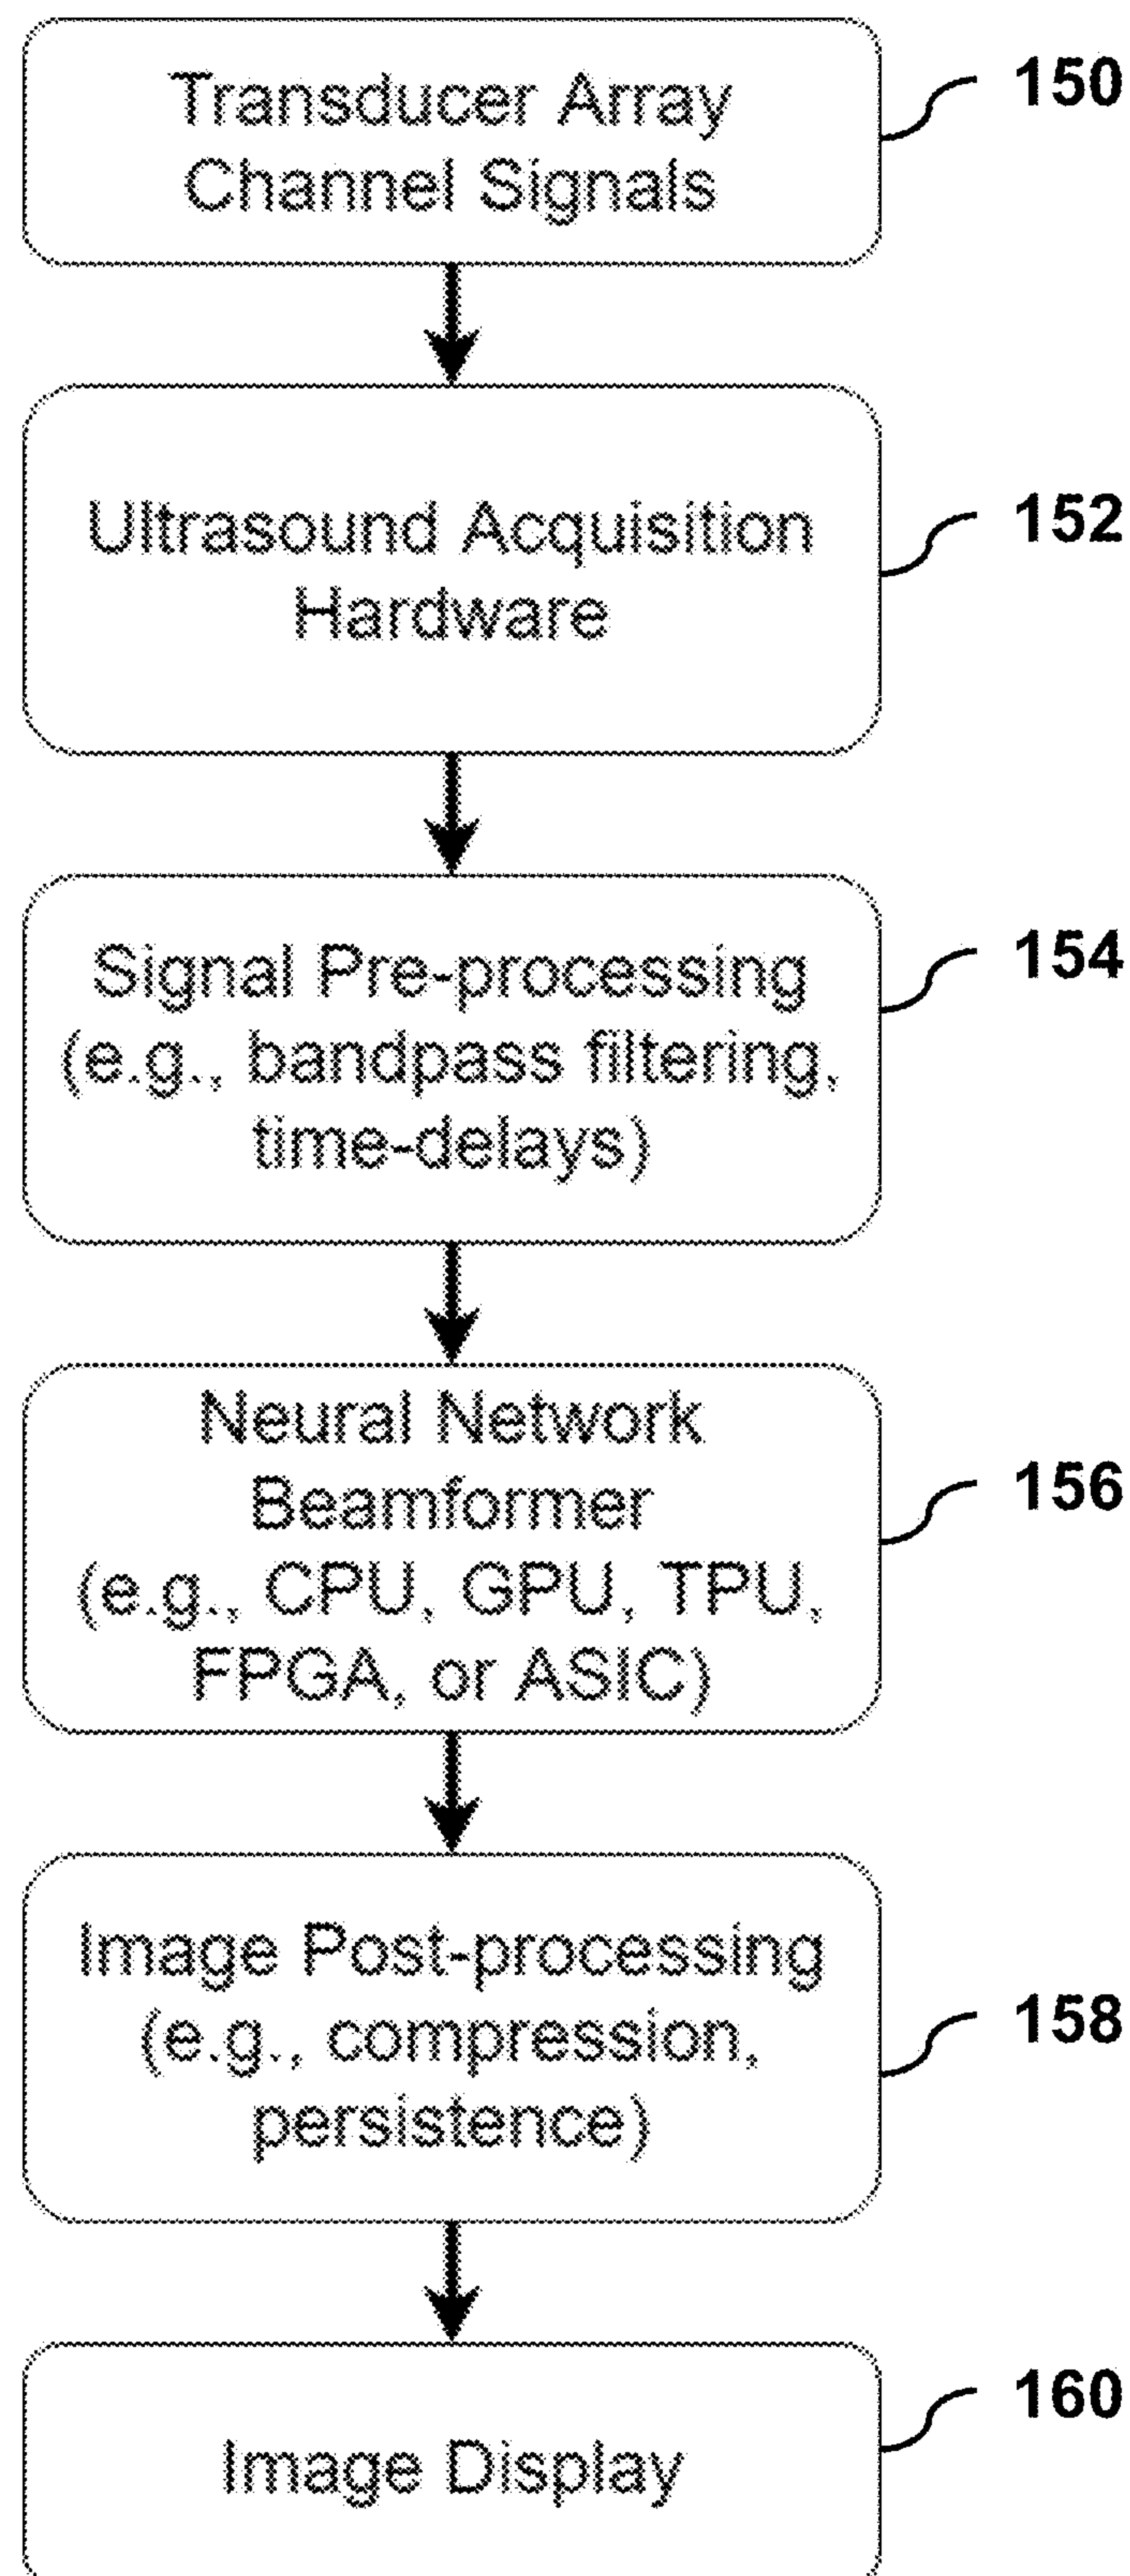 Transducer Array
Channel Signals
150
Ultrasound Acquisition
Hardware
152
Signal Pre-processing
(e.g., bandpass filtering,
time-delays)
154
Neural Network
Beamformer
(e.g., CPU, GPU, TPU,
FPGA, or ASIC)
156
Image Post-processing
(e.g., compression,
persistence)
158
Image Display
160